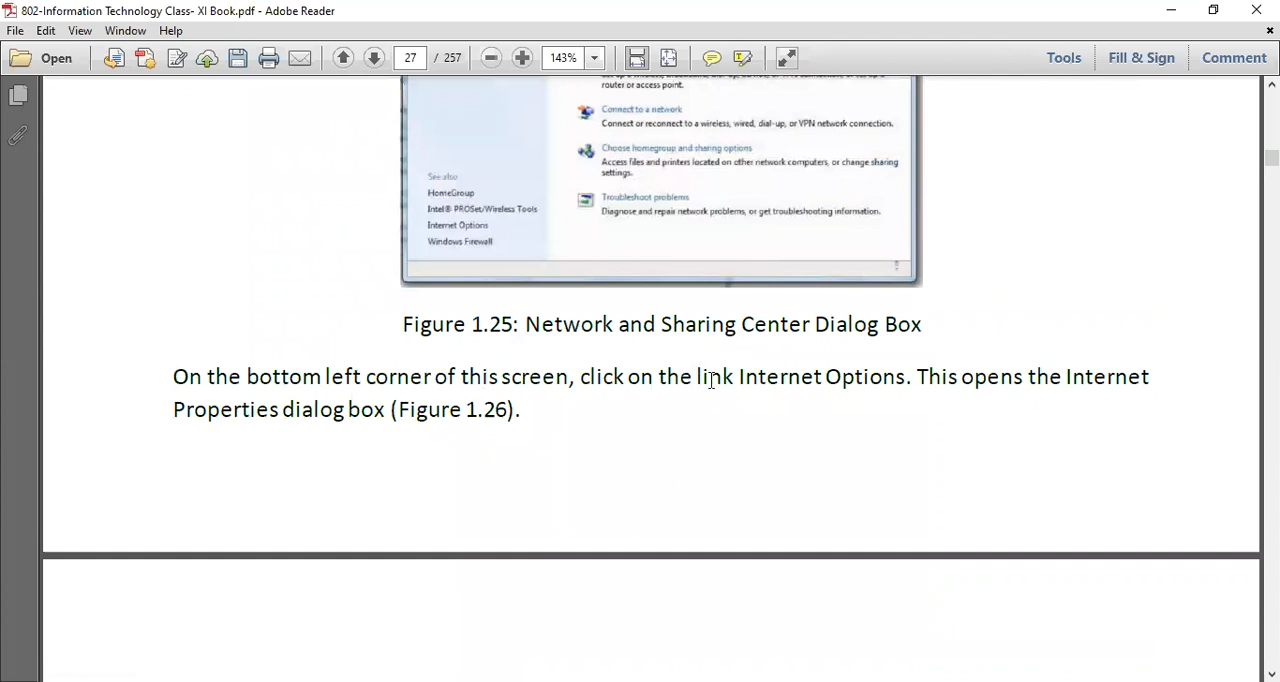 802-Information Technology Class- XI Book.pdf - Adobe Reader
File Edit View Window Help
Open 27 / 257 143% Tools Fill & Sign Comment
router or access point.
Connect to a network
Connect or reconnect to a wireless, wired, dial-up, or VPN network connection.
Choose homegroup and sharing options
Access files and printers located on other network computers, or change sharing
settings.
See also
HomeGroup
Troubleshoot problems
Intel® PROSet/Wireless Tools
Diagnose and repair network problems, or get troubleshooting information.
Internet Options
Windows Firewall
Figure 1.25: Network and Sharing Center Dialog Box
On the bottom left corner of this screen, click on the link Internet Options. This opens the Internet
Properties dialog box (Figure 1.26).